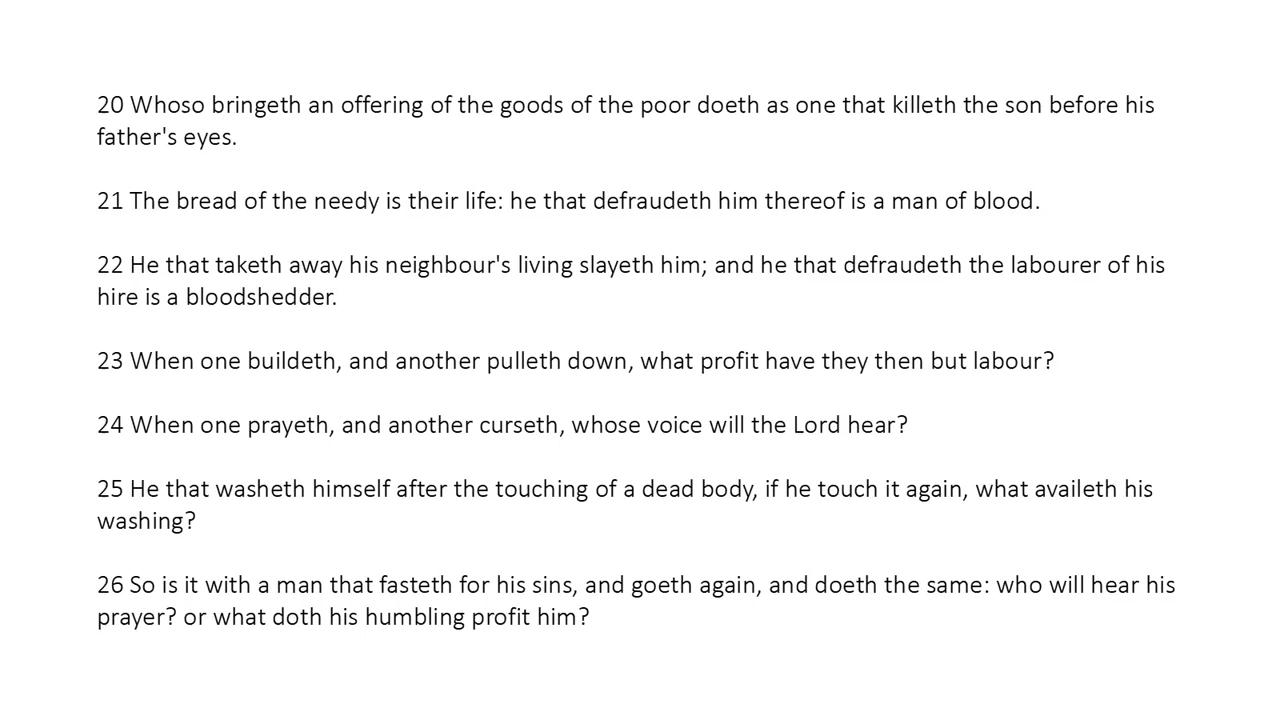 20 Whoso bringeth an offering of the goods of the poor doeth as one that killeth the son before his
father's eyes.
21 The bread of the needy is their life: he that defraudeth him thereof is a man of blood.
22 He that taketh away his neighbour's living slayeth him; and he that defraudeth the labourer of his
hire is a bloodshedder.
23 When one buildeth, and another pulleth down, what profit have they then but labour?
24 When one prayeth, and another curseth, whose voice will the Lord hear?
25 He that washeth himself after the touching of a dead body, if he touch it again, what availeth his
washing?
26 So is it with a man that fasteth for his sins, and goeth again, and doeth the same: who will hear his
prayer? or what doth his humbling profit him?